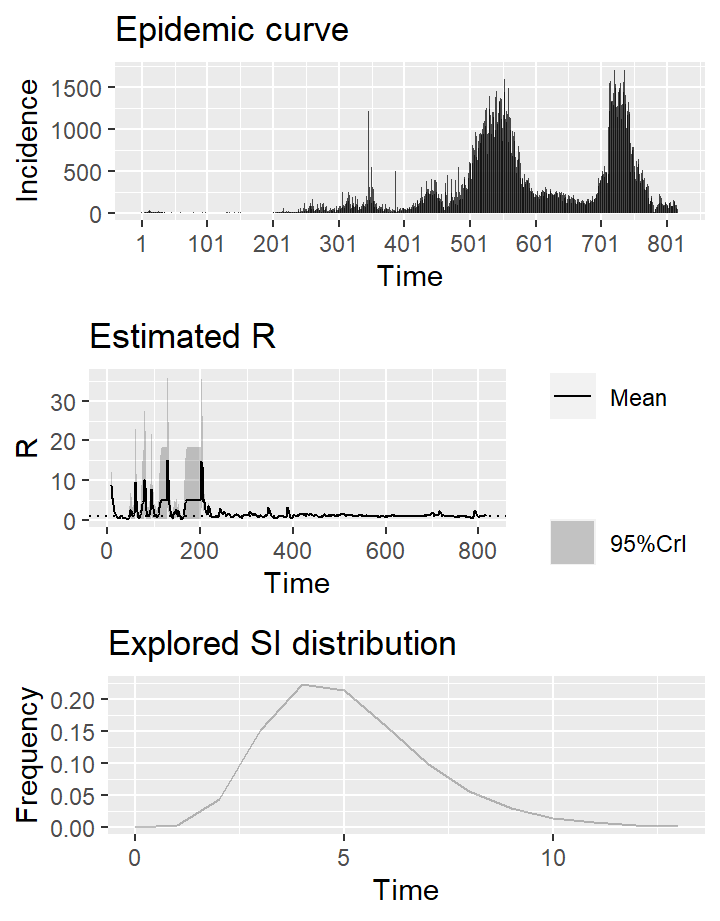 Epidemic curve
Incidence
1500
1000
500
0
1 101 201 301 401 501 601 701 801
Time
Estimated R
R
30
20
10
0
0 200 400 600 800
Time
Mean
95%CrI
Explored SI distribution
Frequency
0.20
0.15
0.10
0.05
0.00
0 5 10
Time